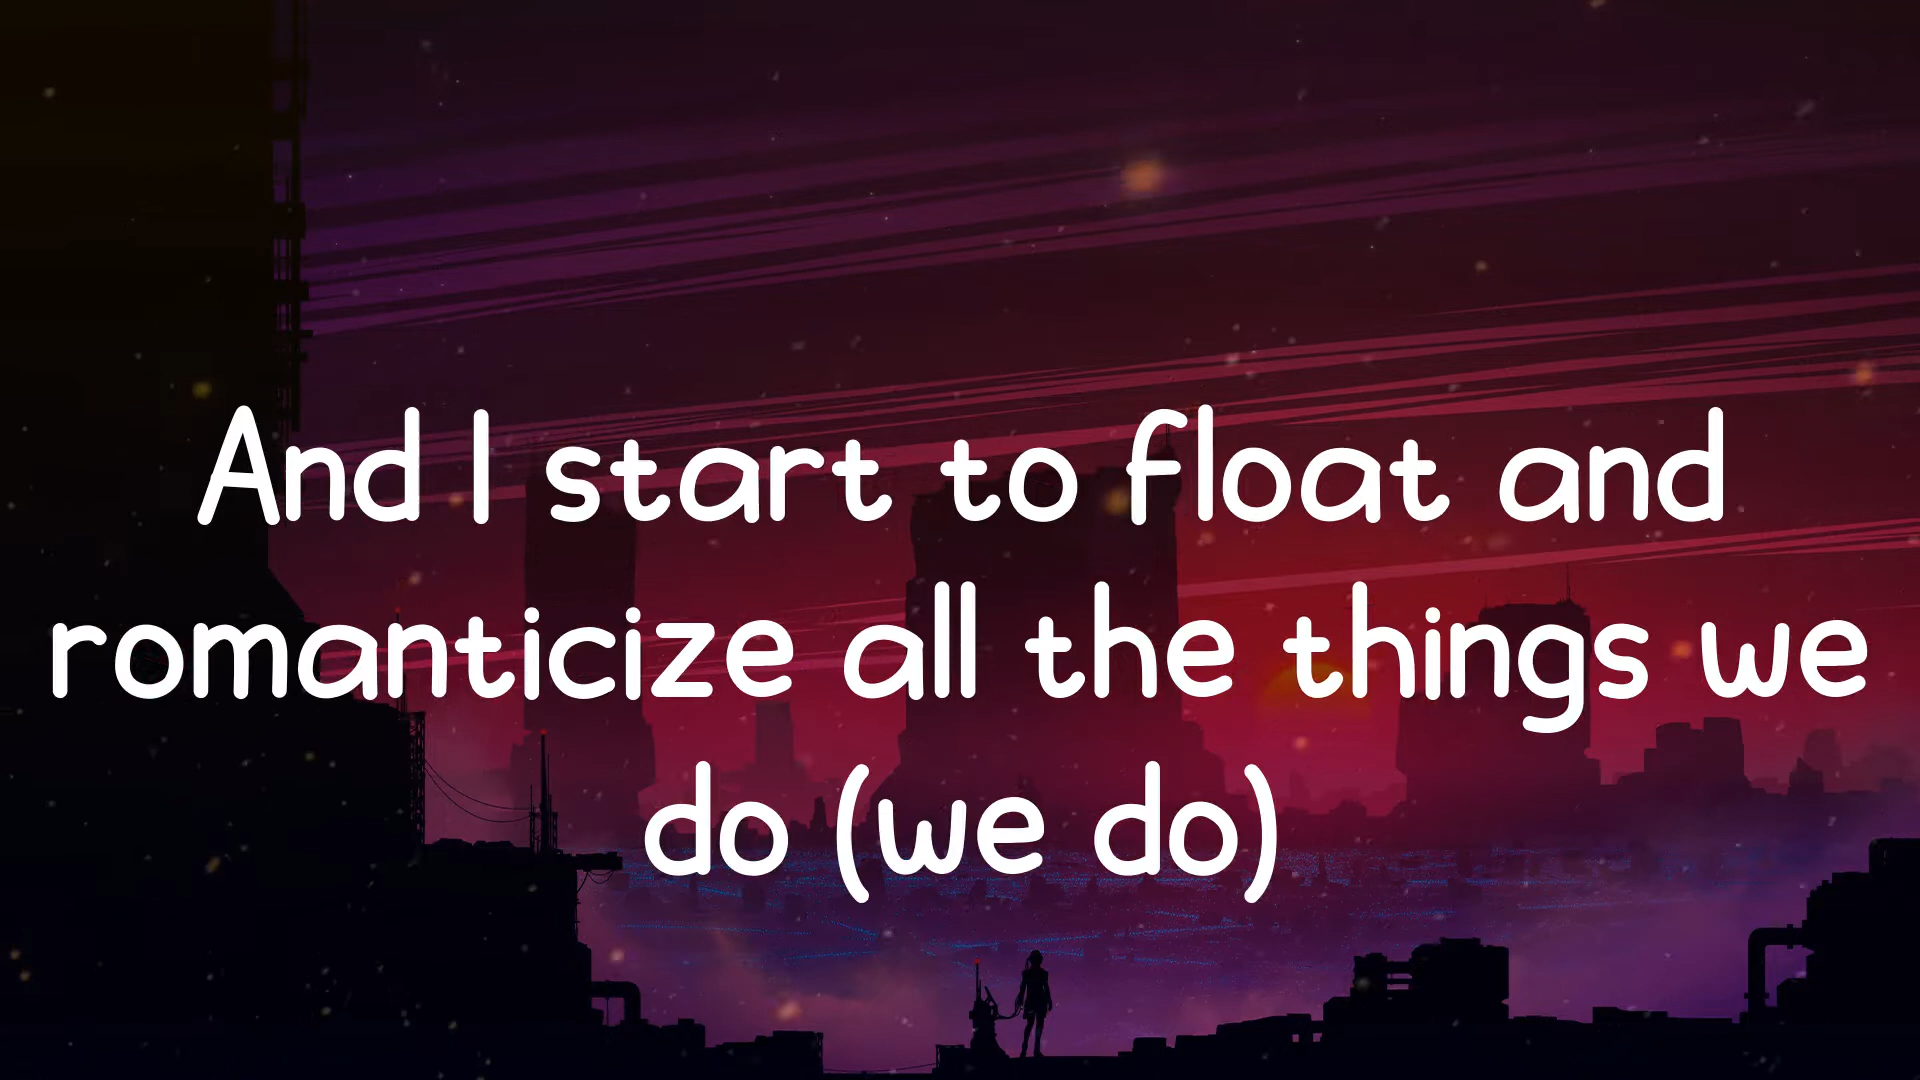 And I start to float and
romanticize all the things we
do (we do)